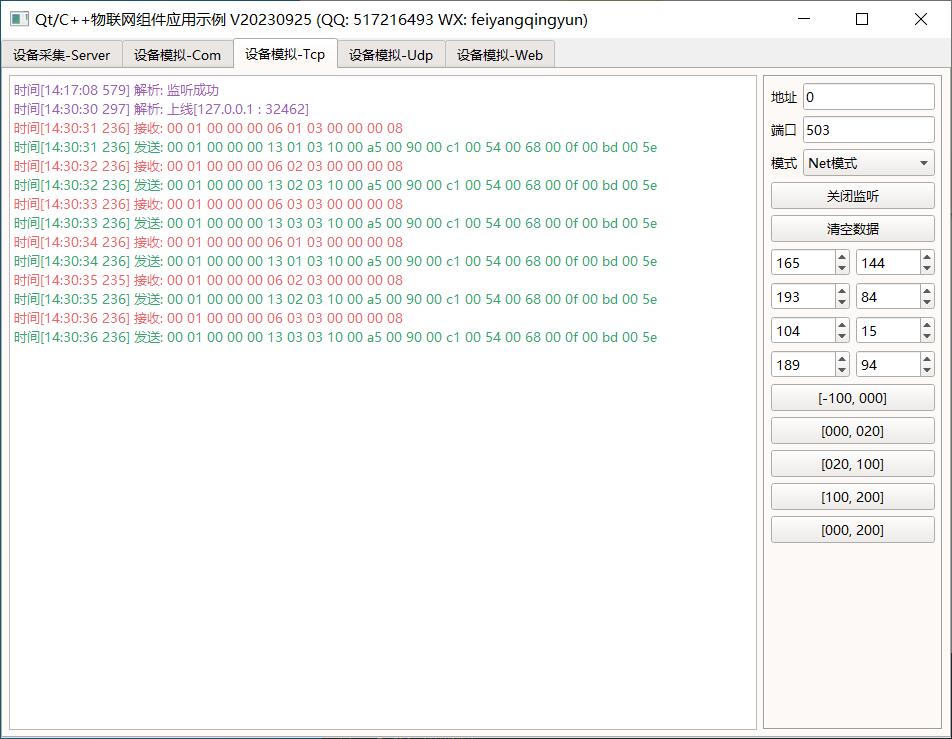 Qt/C++物联网组件应用示例 V20230925 (QQ: 517216493 WX: feiyangqingyun)
设备采集-Server 设备模拟-Com 设备模拟-Tcp 设备模拟-Udp 设备模拟-Web
时间[14:17:08 579] 解析: 监听成功
时间[14:30:30 297] 解析: 上线[127.0.0.1 : 32462]
时间[14:30:31 236] 接收: 00 01 00 00 00 06 01 03 00 00 00 08
时间[14:30:31 236] 发送: 00 01 00 00 00 13 01 03 10 00 a5 00 90 00 c1 00 54 00 68 00 0f 00 bd 00 5e
时间[14:30:32 236] 接收: 00 01 00 00 00 06 02 03 00 00 00 08
时间[14:30:32 236] 发送: 00 01 00 00 00 13 02 03 10 00 a5 00 90 00 c1 00 54 00 68 00 0f 00 bd 00 5e
时间[14:30:33 236] 接收: 00 01 00 00 00 06 03 03 00 00 00 08
时间[14:30:33 236] 发送: 00 01 00 00 00 13 03 03 10 00 a5 00 90 00 c1 00 54 00 68 00 0f 00 bd 00 5e
时间[14:30:34 236] 接收: 00 01 00 00 00 06 01 03 00 00 00 08
时间[14:30:34 236] 发送: 00 01 00 00 00 13 01 03 10 00 a5 00 90 00 c1 00 54 00 68 00 0f 00 bd 00 5e
时间[14:30:35 235] 接收: 00 01 00 00 00 06 02 03 00 00 00 08
时间[14:30:35 236] 发送: 00 01 00 00 00 13 02 03 10 00 a5 00 90 00 c1 00 54 00 68 00 0f 00 bd 00 5e
时间[14:30:36 236] 接收: 00 01 00 00 00 06 03 03 00 00 00 08
时间[14:30:36 236] 发送: 00 01 00 00 00 13 03 03 10 00 a5 00 90 00 c1 00 54 00 68 00 0f 00 bd 00 5e
地址 0
端口 503
模式 Net模式
关闭监听
清空数据
165 144
193 84
104 15
189 94
[-100, 000]
[000, 020]
[020, 100]
[100, 200]
[000, 200]